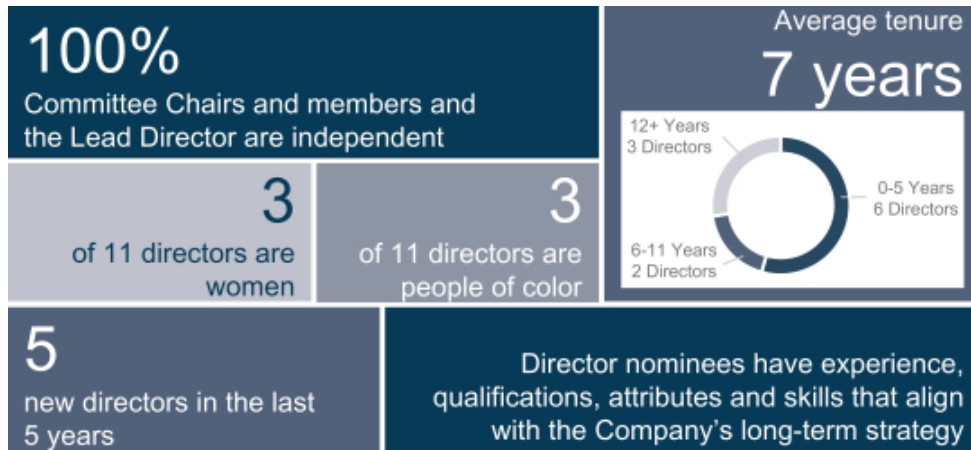 100%
Committee Chairs and members and
the Lead Director are independent
Average tenure
7 years
12+ Years
3 Directors
0-5 Years
6 Directors
6-11 Years
2 Directors
3
of 11 directors are
women
3
of 11 directors are
people of color
5
new directors in the last
5 years
Director nominees have experience,
qualifications, attributes and skills that align
with the Company's long-term strategy